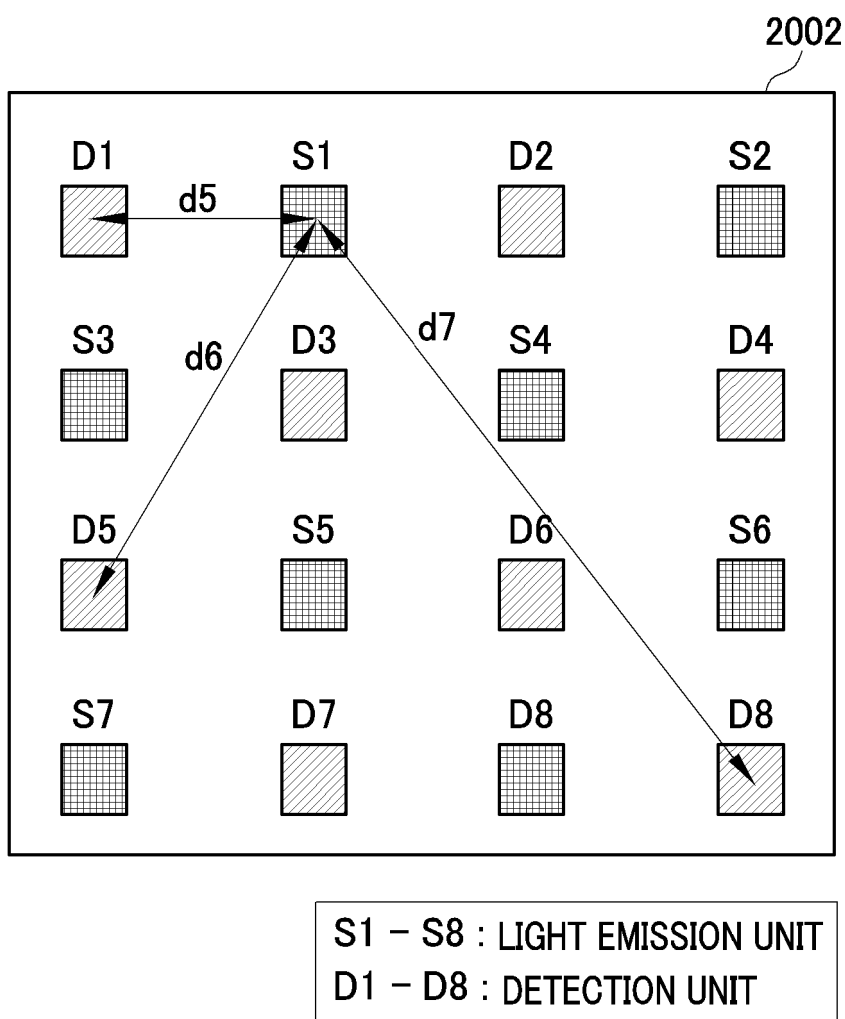 2002
D1 S1 D2 S2
d5
S3 D3 S4 D4
d6 d7
D5 S5 D6 S6
S7 D7 D8 D8
S1 - S8 : LIGHT EMISSION UNIT
D1 - D8 : DETECTION UNIT